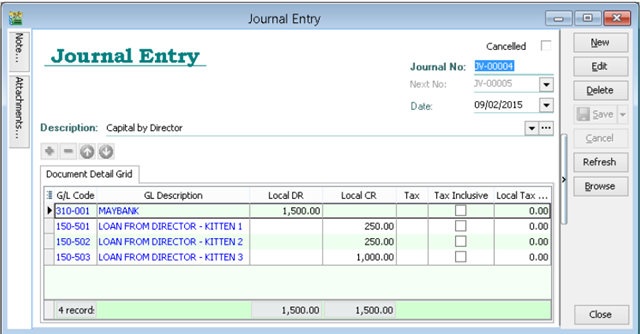 Journal Entry
Note...
Attachments...
Journal Entry
Cancelled
Journal No: JV-00004
Next No: JV-00005
Date: 09/02/2015
Description: Capital by Director
Document Detail Grid
G/L Code GL Description Local DR Local CR Tax Tax Inclusive Local Tax ...
310-001 MAYBANK 1,500.00 0.00
150-501 LOAN FROM DIRECTOR - KITTEN 1 250.00 0.00
150-502 LOAN FROM DIRECTOR - KITTEN 2 250.00 0.00
150-503 LOAN FROM DIRECTOR - KITTEN 3 1,000.00 0.00
4 record: 1,500.00 1,500.00
New
Edit
Delete
Save
Cancel
Refresh
Browse
Close